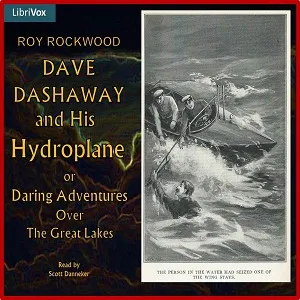 LibriVox
ROY ROCKWOOD
DAVE
DASHAWAY
and His
Hydroplane
or
Daring Adventures
Over
The Great Lakes
Read by
Scott Danneker
THE PERSON IN THE WATER HAD SEIZED ONE OF
THE WING STAYS.